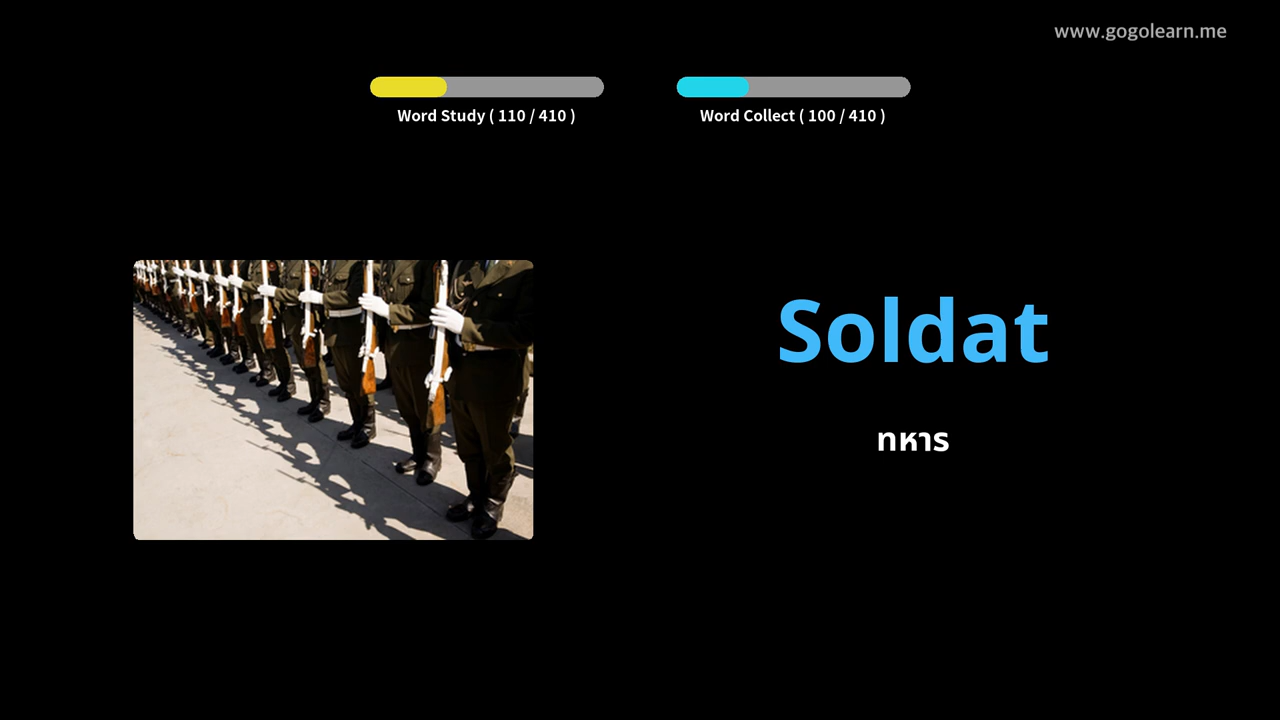 www.gogolearn.me
Word Study ( 110 / 410 )
Word Collect ( 100 / 410 )
Soldat
ทหาร